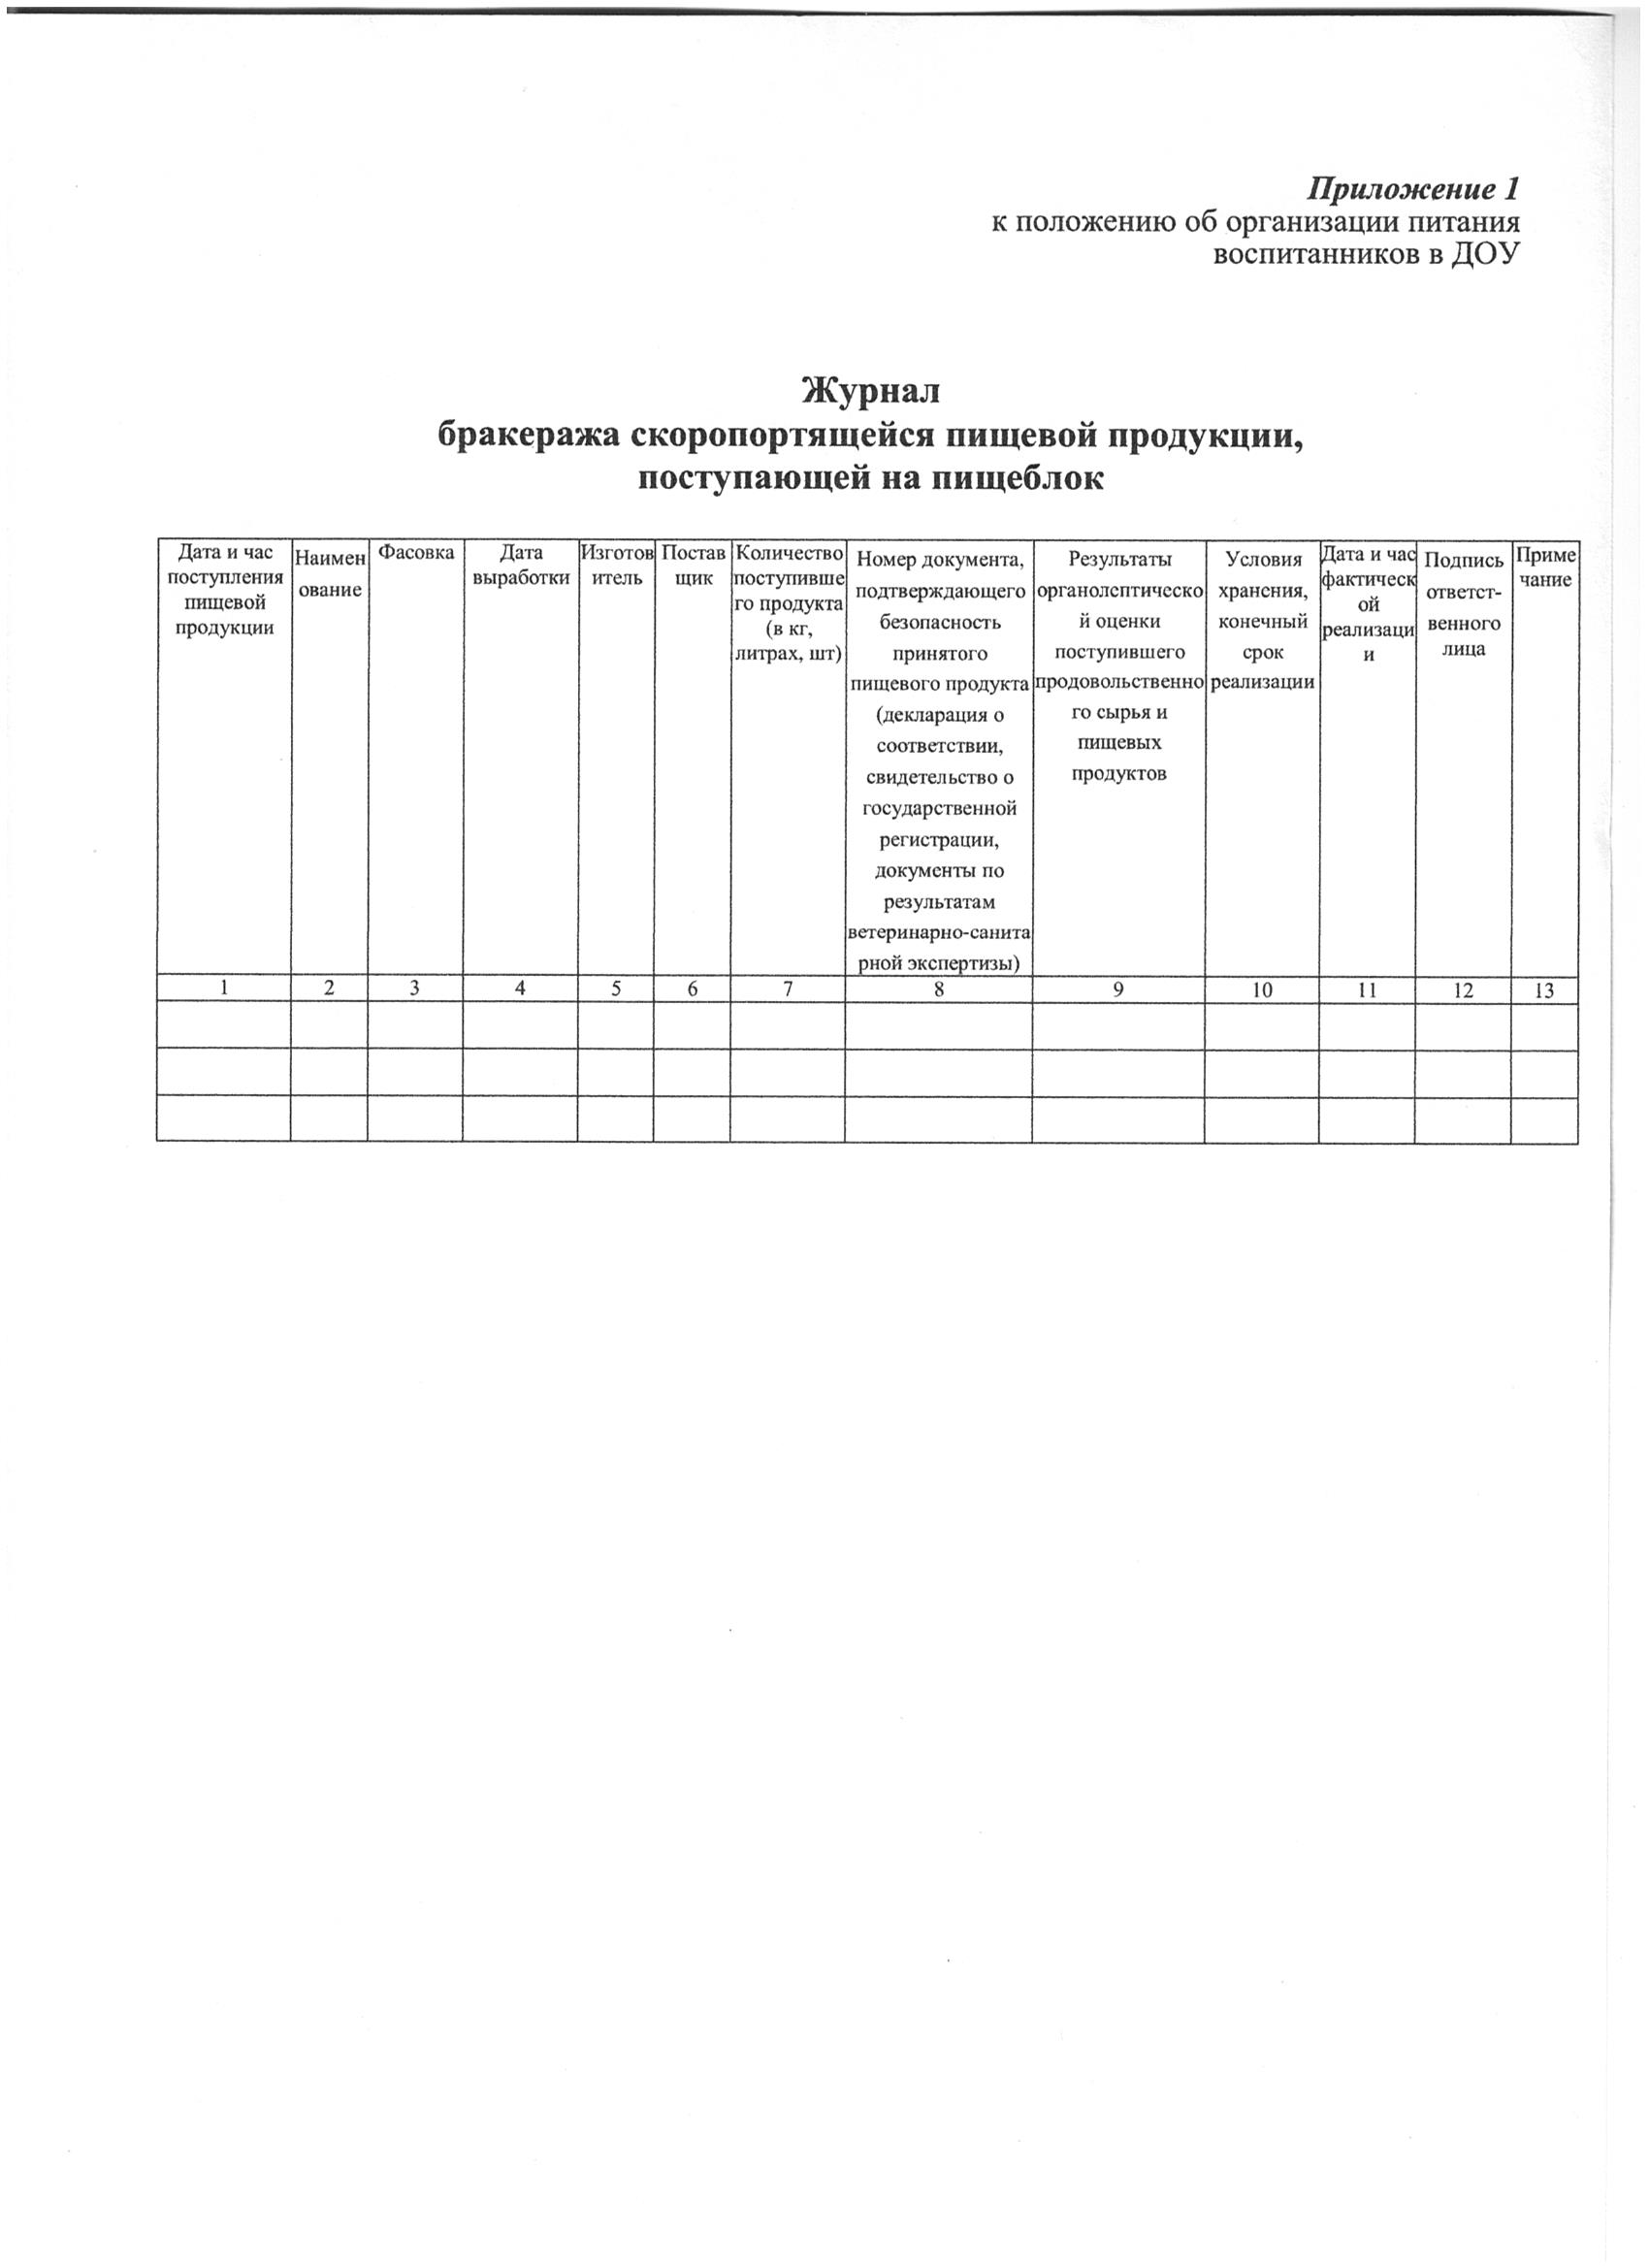 Приложение 1
к положению об организации питания
воспитанников в ДОУ
Журнал
бракеража скоропортящейся пищевой продукции,
поступающей на пищеблок
Дата и час
поступления
пищевой
продукции
Наимен
ование
Фасовка
Дата
выработки
Изготов
итель
Постав
щик
Количество
поступивше
го продукта
(в кг,
литрах, шт)
Номер документа,
подтверждающего
безопасность
принятого
пищевого продукта
(декларация о
соответствии,
свидетельство о
государственной
регистрации,
документы по
результатам
ветеринарно-санита
рной экспертизы)
Результаты
органолептическо
й оценки
поступившего
продовольственно
го сырья и
пищевых
продуктов
Условия
хранения,
конечный
срок
реализации
Дата и час
фактическ
ой
реализаци
и
Подпись
ответст-
венного
лица
Приме
чание
1 2 3 4 5 6 7 8 9 10 11 12 13